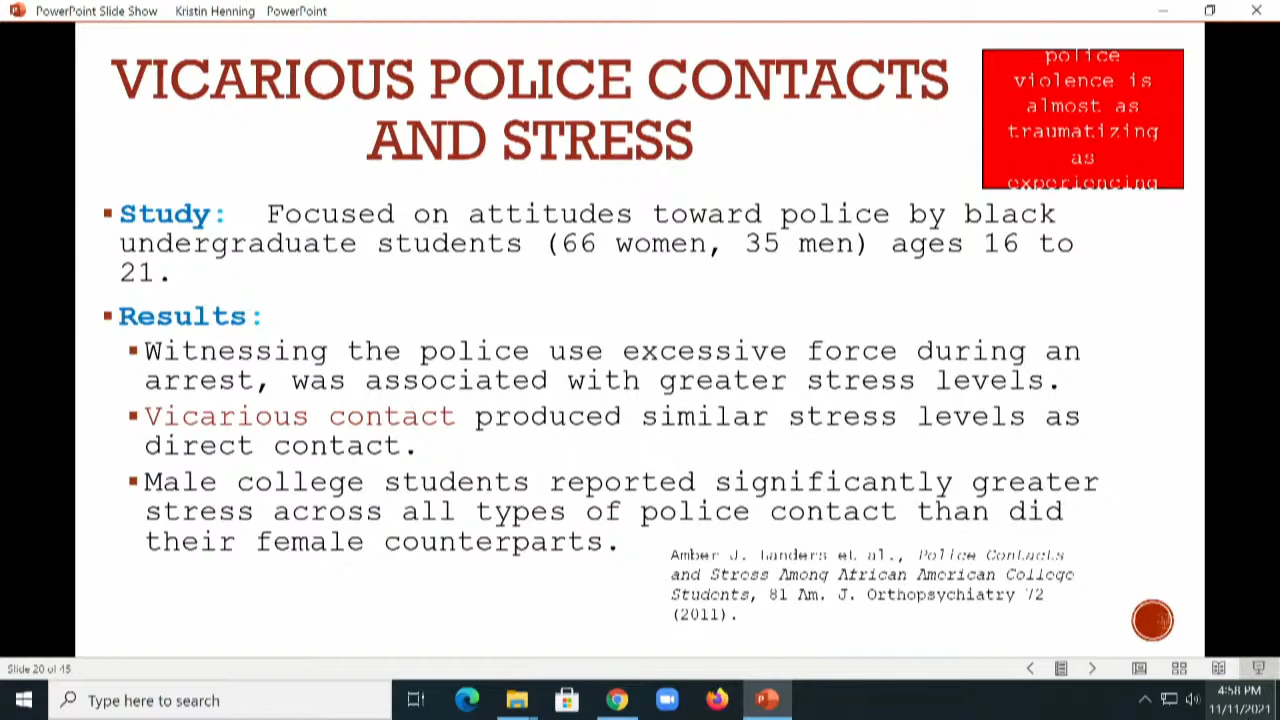 PowerPoint Slide Show
Kristin Henning
PowerPoint
VICARIOUS POLICE CONTACTS
AND STRESS
police
violence is
almost as
traumatizing
as
experiencing
Study: Focused on attitudes toward police by black
undergraduate students (66 women, 35 men) ages 16 to
21.
Results:
Witnessing the police use excessive force during an
arrest, was associated with greater stress levels.
Vicarious contact produced similar stress levels as
direct contact.
Male college students reported significantly greater
stress across all types of police contact than did
their female counterparts.
Amber J. Landers et. al., Police Contacts
and Stress Among African American College
Students, 81 Am. J. Orthopsychiatry 72
(2011).
Slide 20 of 45
Type here to search
4:58 PM
11/11/2021